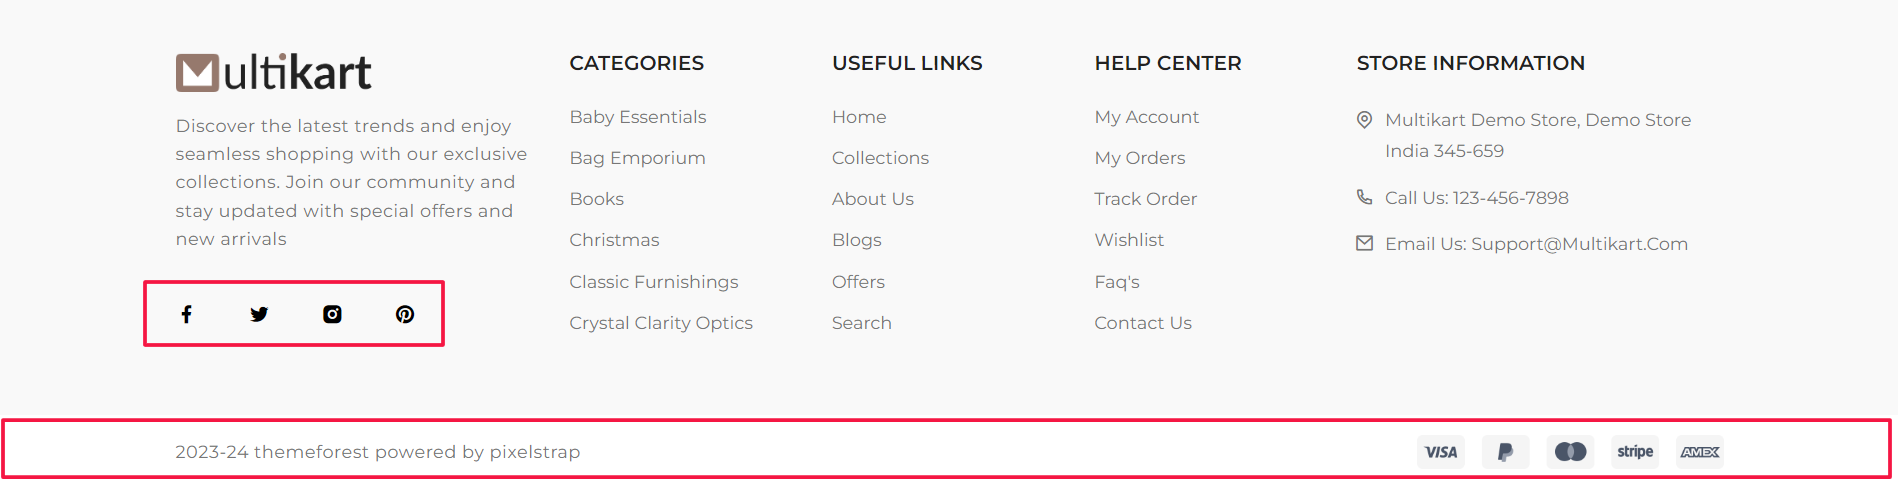 Multikart
Discover the latest trends and enjoy
seamless shopping with our exclusive
collections. Join our community and
stay updated with special offers and
new arrivals
CATEGORIES
Baby Essentials
Bag Emporium
Books
Christmas
Classic Furnishings
Crystal Clarity Optics
USEFUL LINKS
Home
Collections
About Us
Blogs
Offers
Search
HELP CENTER
My Account
My Orders
Track Order
Wishlist
Faq's
Contact Us
STORE INFORMATION
Multikart Demo Store, Demo Store
India 345-659
Call Us: 123-456-7898
Email Us: Support@Multikart.Com
2023-24 themeforest powered by pixelstrap
VISA
stripe
AMEX